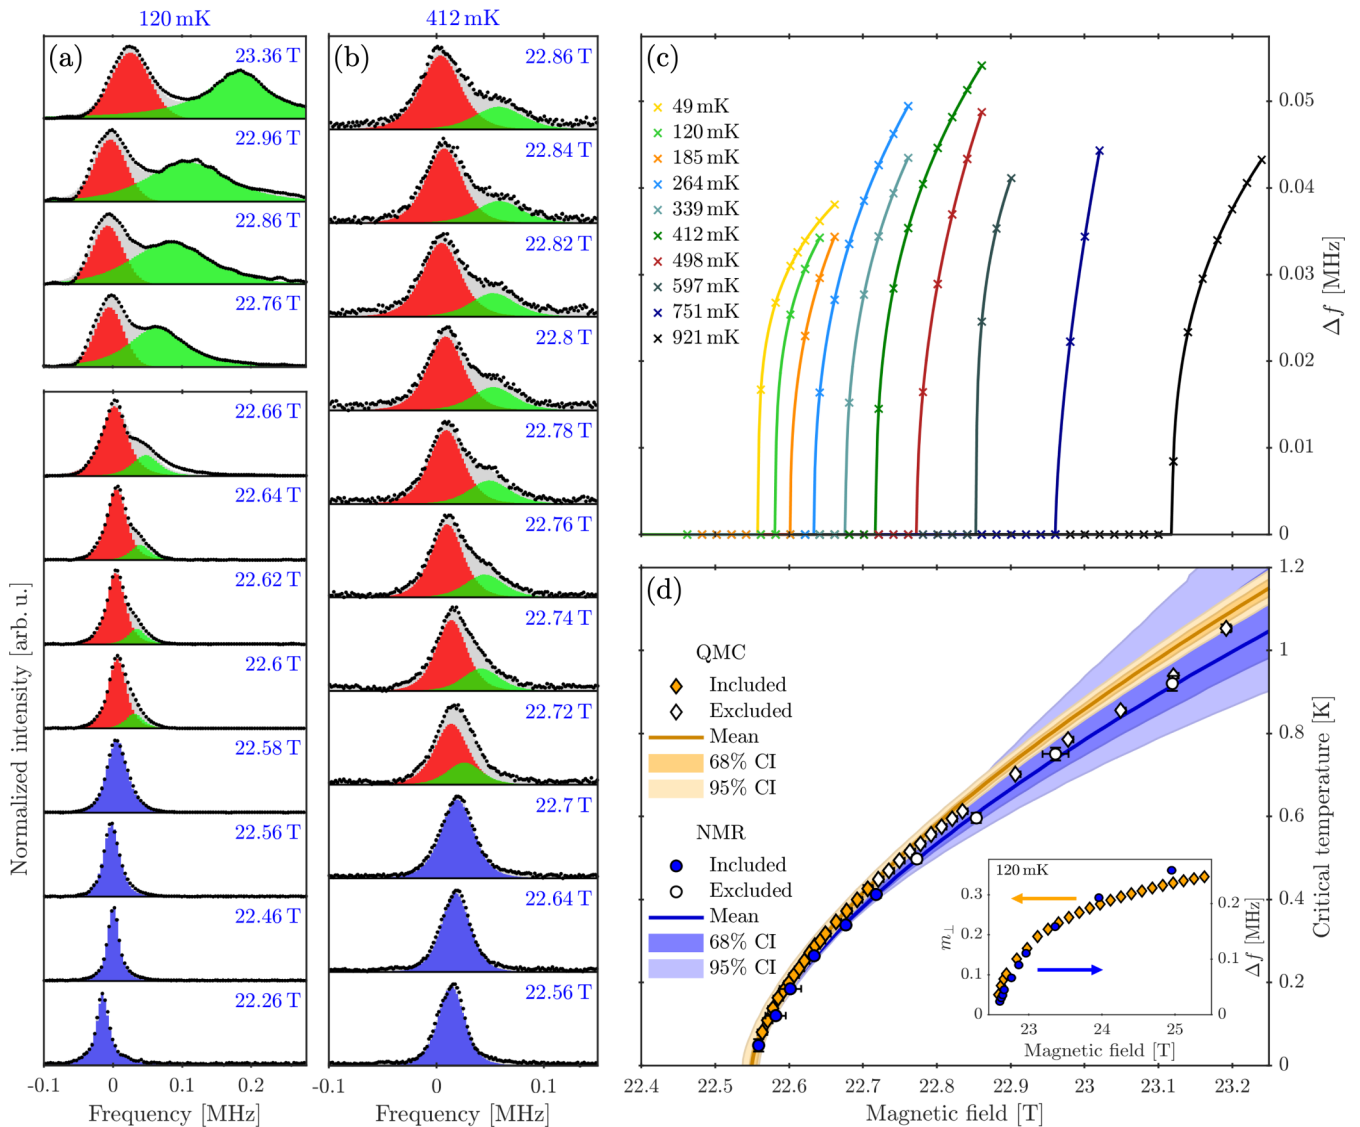 120 mK
(a)
23.36 T
22.96 T
22.86 T
22.76 T
22.66 T
22.64 T
22.62 T
22.6 T
22.58 T
22.56 T
22.46 T
22.26 T
Normalized intensity [arb. u.]
-0.1 0 0.1 0.2
Frequency [MHz]
412 mK
(b)
22.86 T
22.84 T
22.82 T
22.8 T
22.78 T
22.76 T
22.74 T
22.72 T
22.7 T
22.64 T
22.56 T
-0.1 0 0.1
Frequency [MHz]
(c)
49 mK
120 mK
185 mK
264 mK
339 mK
412 mK
498 mK
597 mK
751 mK
921 mK
0.05
0.04
0.03
0.02
0.01
0
Δf [MHz]
(d)
QMC
Included
Excluded
Mean
68% CI
95% CI
NMR
Included
Excluded
Mean
68% CI
95% CI
1.2
1
0.8
0.6
0.4
0.2
0
Critical temperature [K]
22.4 22.5 22.6 22.7 22.8 22.9 23 23.1 23.2
Magnetic field [T]
120 mK
0.3
0.2
0.1
0
m⊥
0.2
0.1
0
Δf [MHz]
23 24 25
Magnetic field [T]